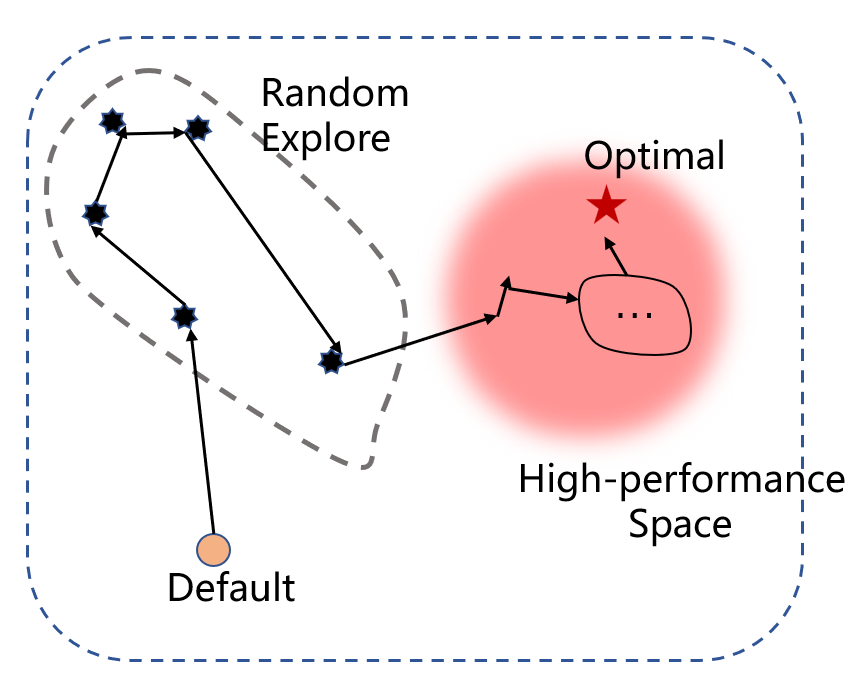 Random
Explore
Optimal
...
High-performance
Space
Default